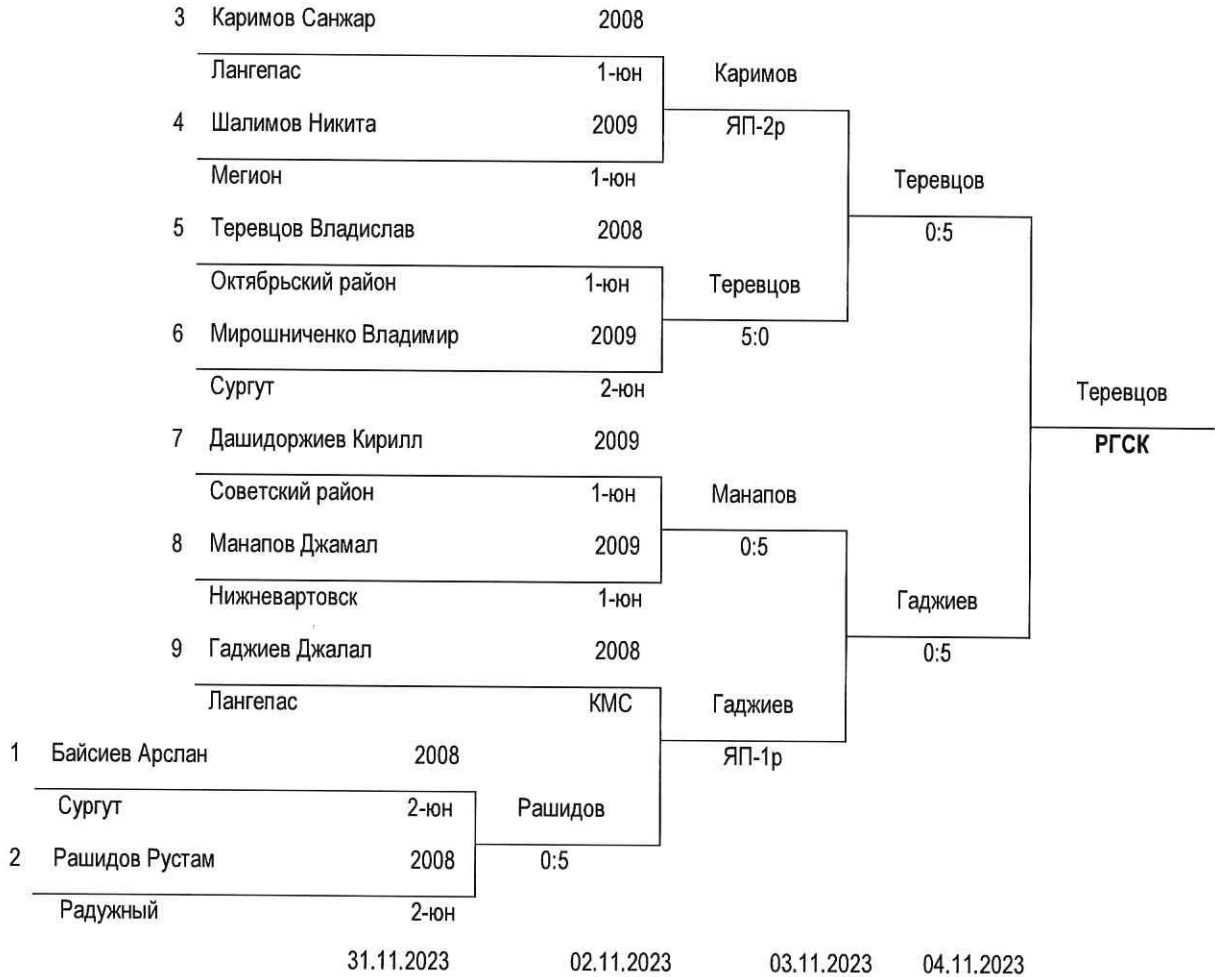 3 Каримов Санжар 2008
Лангепас 1-юн Каримов
4 Шалимов Никита 2009 ЯП-2р
Мегион 1-юн Теревцов
5 Теревцов Владислав 2008 0:5
Октябрьский район 1-юн Теревцов
6 Мирошниченко Владимир 2009 5:0
Сургут 2-юн Теревцов
7 Дашидоржиев Кирилл 2009 РГСК
Советский район 1-юн Манапов
8 Манапов Джамал 2009 0:5
Нижневартовск 1-юн Гаджиев
9 Гаджиев Джалал 2008 0:5
Лангепас КМС Гаджиев
1 Байсиев Арслан 2008 ЯП-1р
Сургут 2-юн Рашидов
2 Рашидов Рустам 2008 0:5
Радужный 2-юн
31.11.2023 02.11.2023 03.11.2023 04.11.2023